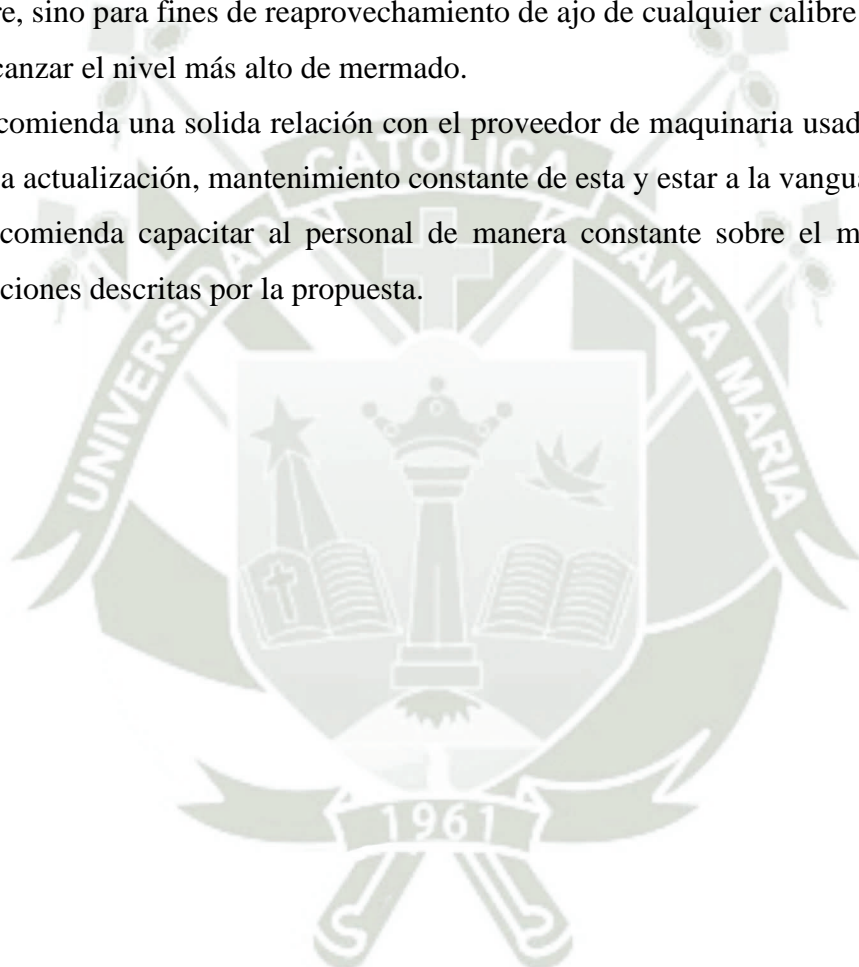 re, sino para fines de reaprovechamiento de ajo de cualquier calibre
canzar el nivel más alto de mermado.
comienda una solida relación con el proveedor de maquinaria usad
a actualización, mantenimiento constante de esta y estar a la vangua
comienda capacitar al personal de manera constante sobre el m
ciones descritas por la propuesta.
UNIVERSIDAD CATOLICA SANTA MARIA
1961